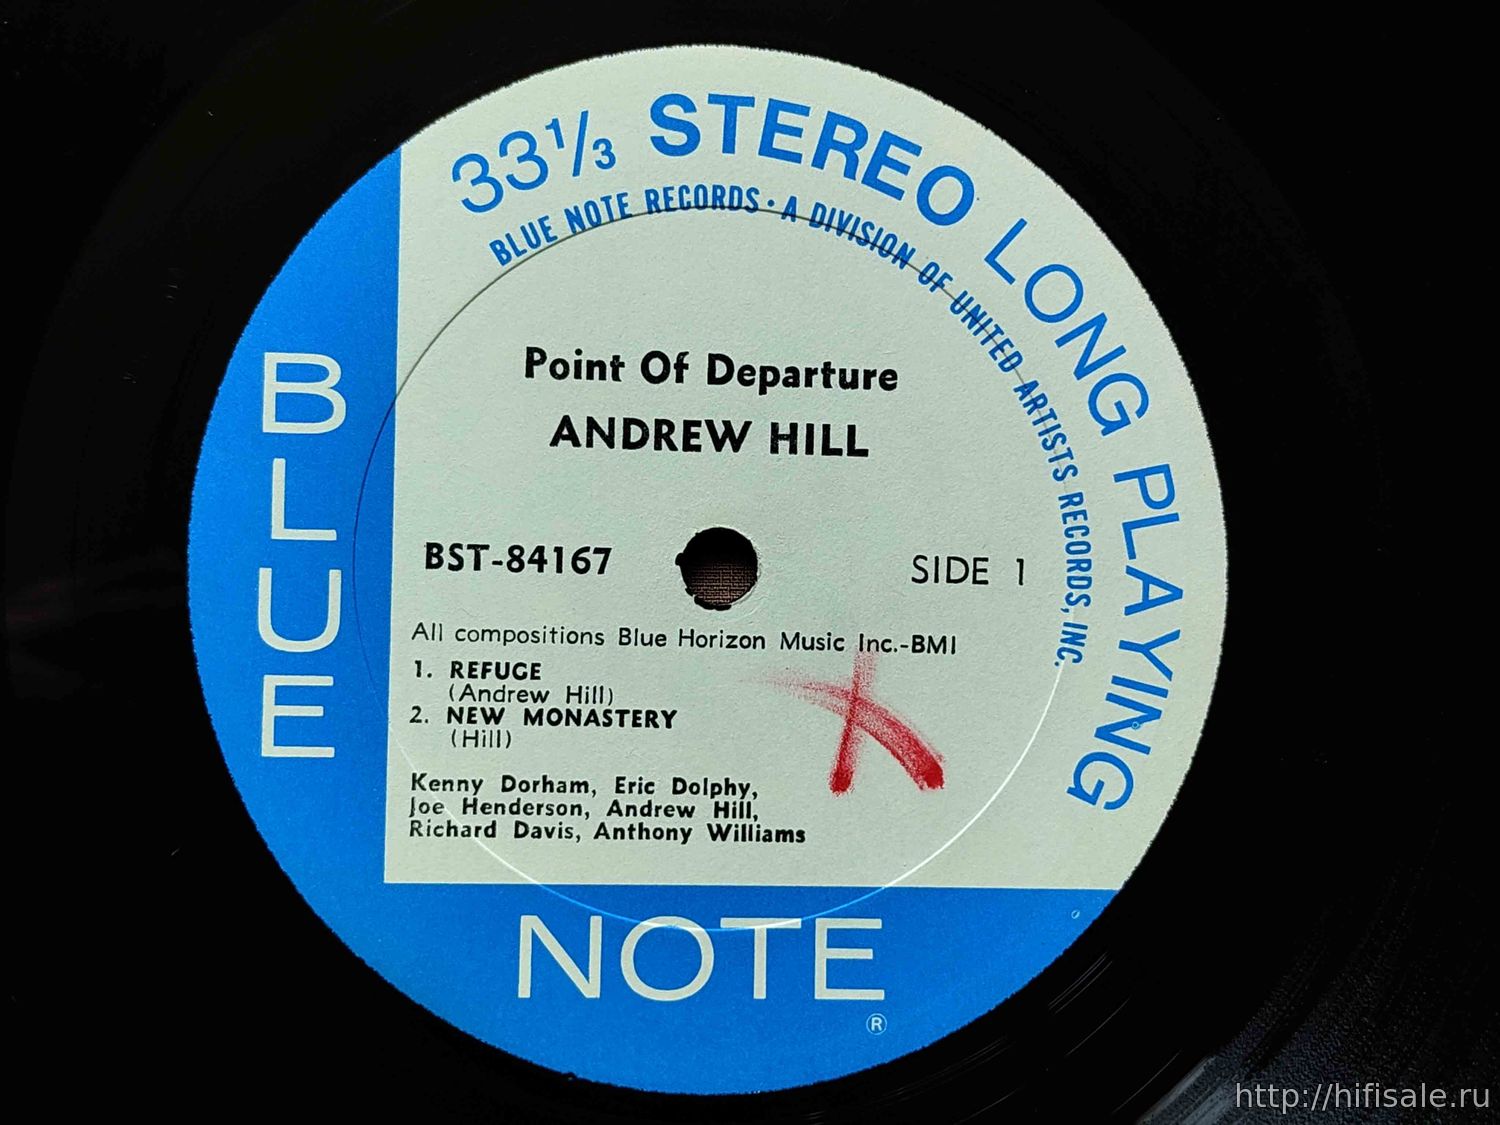 33⅓ STEREO LONG PLAYING
BLUE NOTE RECORDS · A DIVISION OF UNITED ARTISTS RECORDS, INC.
Point Of Departure
ANDREW HILL
BST-84167
SIDE 1
All compositions Blue Horizon Music Inc.-BMI
1. REFUGE
(Andrew Hill)
2. NEW MONASTERY
(Hill)
Kenny Dorham, Eric Dolphy,
Joe Henderson, Andrew Hill,
Richard Davis, Anthony Williams
BLUE
NOTE
®
http://hifisale.ru